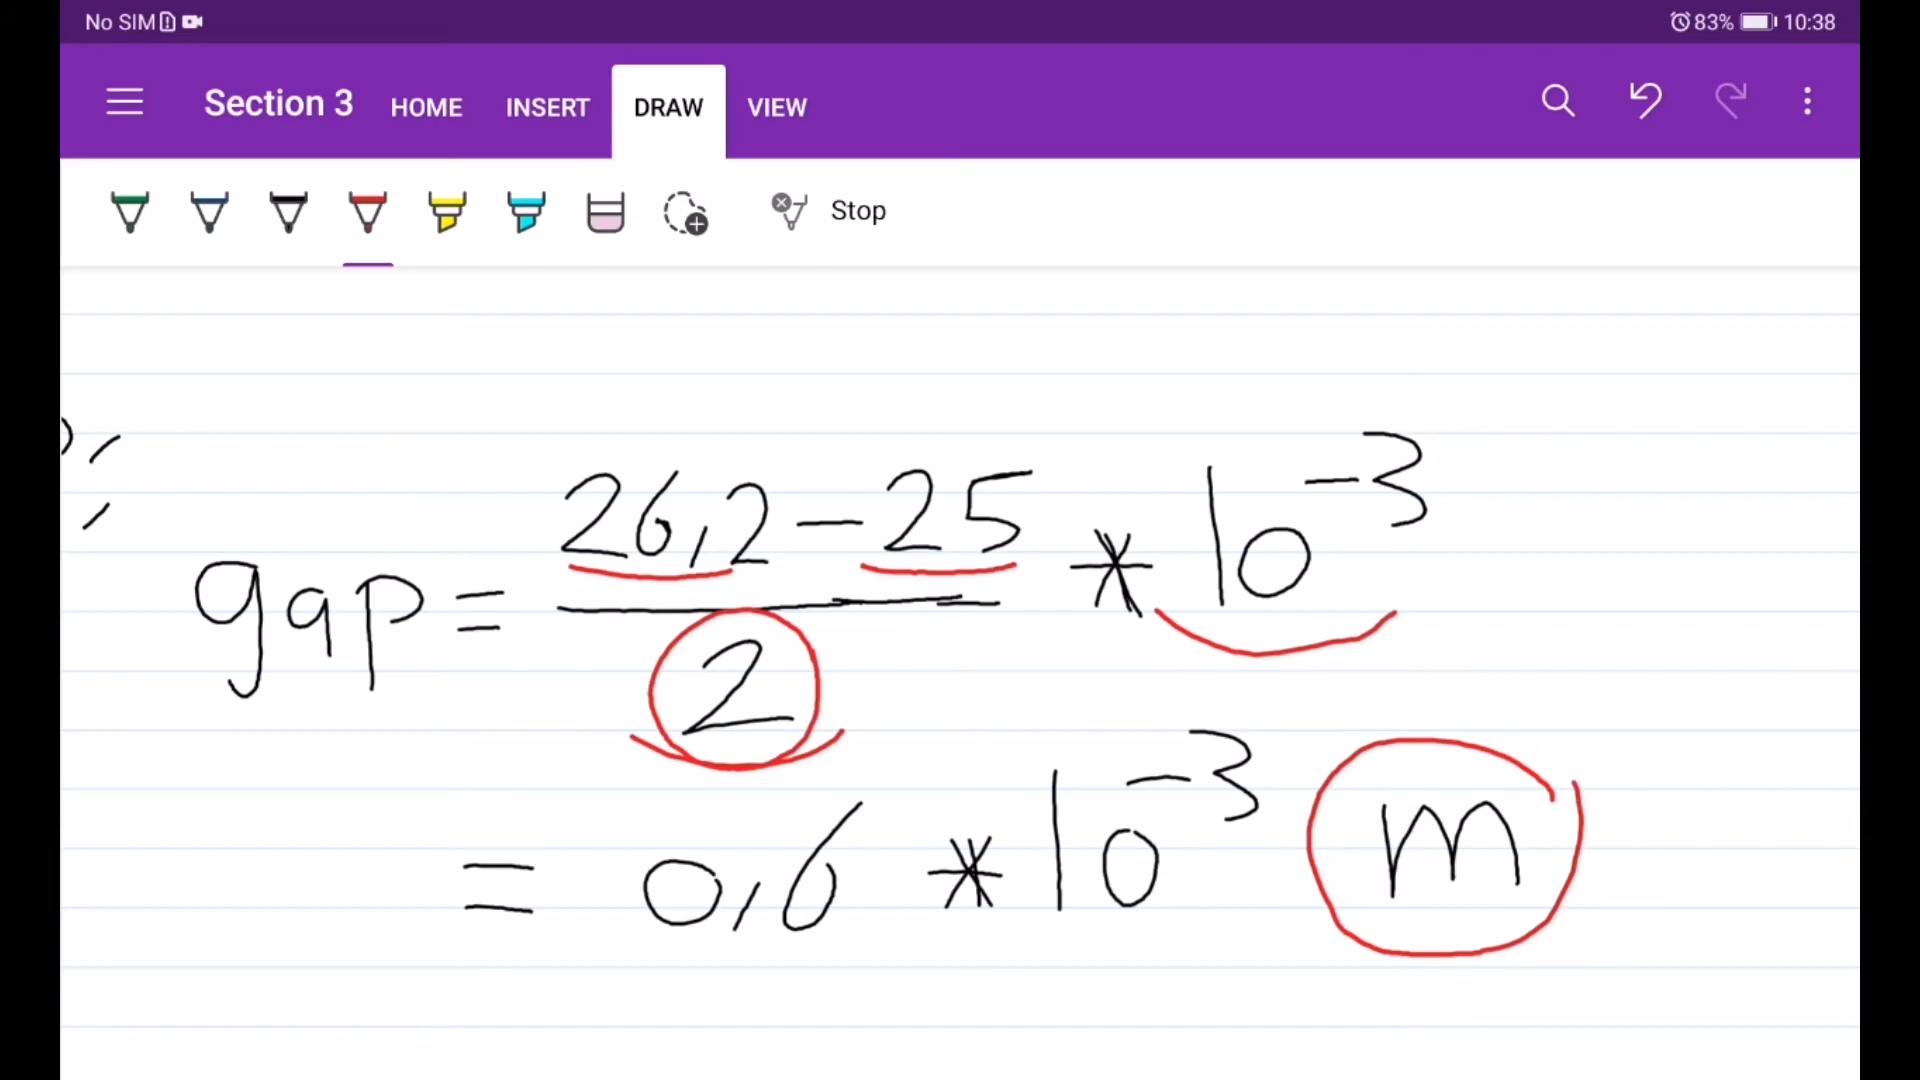 No SIM 83% 10:38
Section 3 HOME INSERT DRAW VIEW
Stop
gap = 26,2 - 25 / 2 * 10^-3
= 0,6 * 10^-3 m